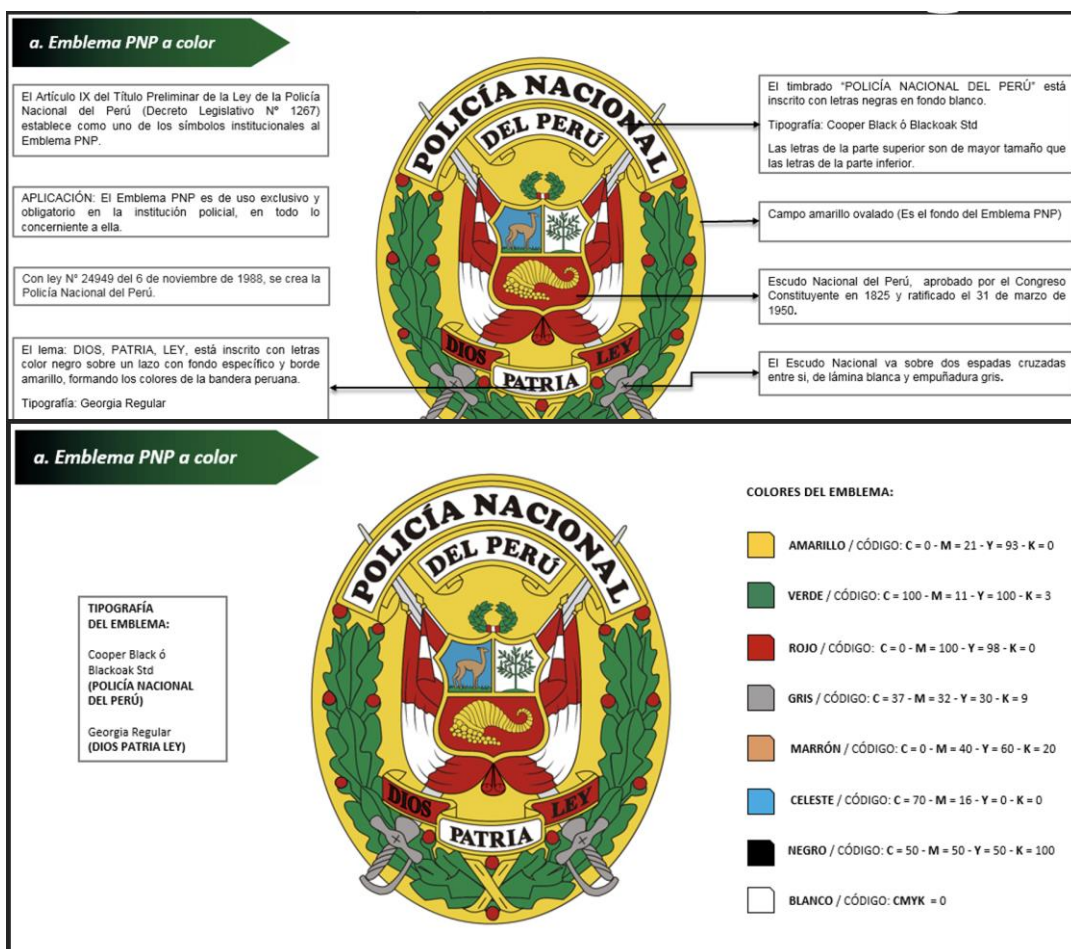 a. Emblema PNP a color
El Artículo IX del Título Preliminar de la Ley de la Policía
Nacional del Perú (Decreto Legislativo Nº 1267)
establece como uno de los símbolos institucionales al
Emblema PNP.
APLICACIÓN: El Emblema PNP es de uso exclusivo y
obligatorio en la institución policial, en todo lo
concerniente a ella.
Con ley N° 24949 del 6 de noviembre de 1988, se crea la
Policía Nacional del Perú.
El lema: DIOS, PATRIA, LEY, está inscrito con letras
color negro sobre un lazo con fondo específico y borde
amarillo, formando los colores de la bandera peruana.
Tipografía: Georgia Regular
POLICÍA NACIONAL
DEL PERÚ
DIOS
PATRIA
LEY
El timbrado “POLICÍA NACIONAL DEL PERÚ” está
inscrito con letras negras en fondo blanco.
Tipografía: Cooper Black ó Blackoak Std
Las letras de la parte superior son de mayor tamaño que
las letras de la parte inferior.
Campo amarillo ovalado (Es el fondo del Emblema PNP)
Escudo Nacional del Perú, aprobado por el Congreso
Constituyente en 1825 y ratificado el 31 de marzo de
1950.
El Escudo Nacional va sobre dos espadas cruzadas
entre si, de lámina blanca y empuñadura gris.
a. Emblema PNP a color
TIPOGRAFÍA
DEL EMBLEMA:
Cooper Black ó
Blackoak Std
(POLICÍA NACIONAL
DEL PERÚ)
Georgia Regular
(DIOS PATRIA LEY)
POLICÍA NACIONAL
DEL PERÚ
DIOS
PATRIA
LEY
COLORES DEL EMBLEMA:
AMARILLO / CÓDIGO: C = 0 - M = 21 - Y = 93 - K = 0
VERDE / CÓDIGO: C = 100 - M = 11 - Y = 100 - K = 3
ROJO / CÓDIGO: C = 0 - M = 100 - Y = 98 - K = 0
GRIS / CÓDIGO: C = 37 - M = 32 - Y = 30 - K = 9
MARRÓN / CÓDIGO: C = 0 - M = 40 - Y = 60 - K = 20
CELESTE / CÓDIGO: C = 70 - M = 16 - Y = 0 - K = 0
NEGRO / CÓDIGO: C = 50 - M = 50 - Y = 50 - K = 100
BLANCO / CÓDIGO: CMYK = 0